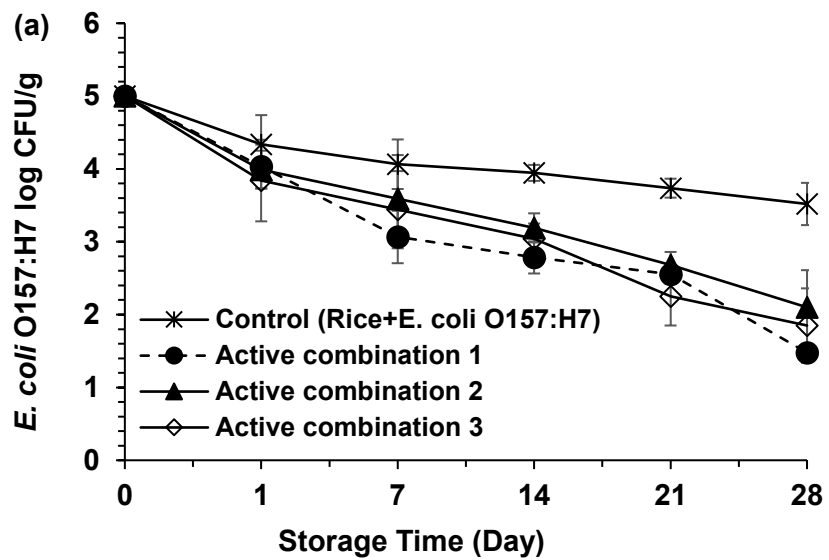 (a)
E. coli O157:H7 log CFU/g
6
5
4
3
2
1
0
Control (Rice+E. coli O157:H7)
Active combination 1
Active combination 2
Active combination 3
0 1 7 14 21 28
Storage Time (Day)